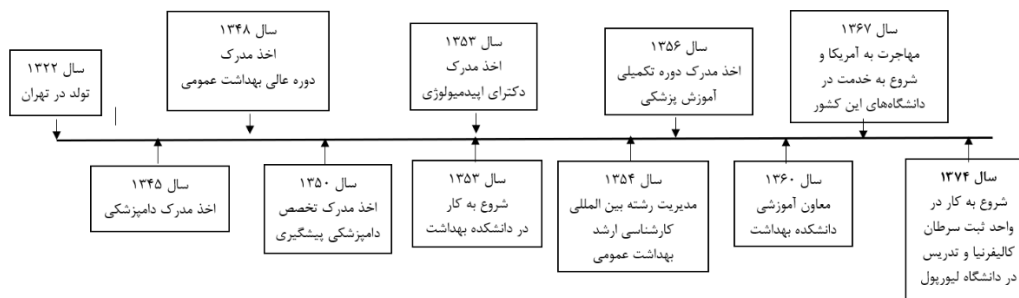 سال ۱۳۲۲
تولد در تهران
سال ۱۳۴۵
اخذ مدرک دامپزشکی
سال ۱۳۴۸
اخذ مدرک
دوره عالی بهداشت عمومی
سال ۱۳۵۰
اخذ مدرک تخصص
دامپزشکی پیشگیری
سال ۱۳۵۳
اخذ مدرک
دکترای اپیدمیولوژی
سال ۱۳۵۳
شروع به کار
در دانشکده بهداشت
سال ۱۳۵۴
مدیریت رشته بین المللی
کارشناسی ارشد
بهداشت عمومی
سال ۱۳۵۶
اخذ مدرک دوره تکمیلی
آموزش پزشکی
سال ۱۳۶۰
معاون آموزشی
دانشکده بهداشت
سال ۱۳۶۷
مهاجرت به آمریکا و
شروع به خدمت در
دانشگاه‌های این کشور
سال ۱۳۷۴
شروع به کار در
واحد ثبت سرطان
کالیفرنیا و تدریس
در دانشگاه لیورپول